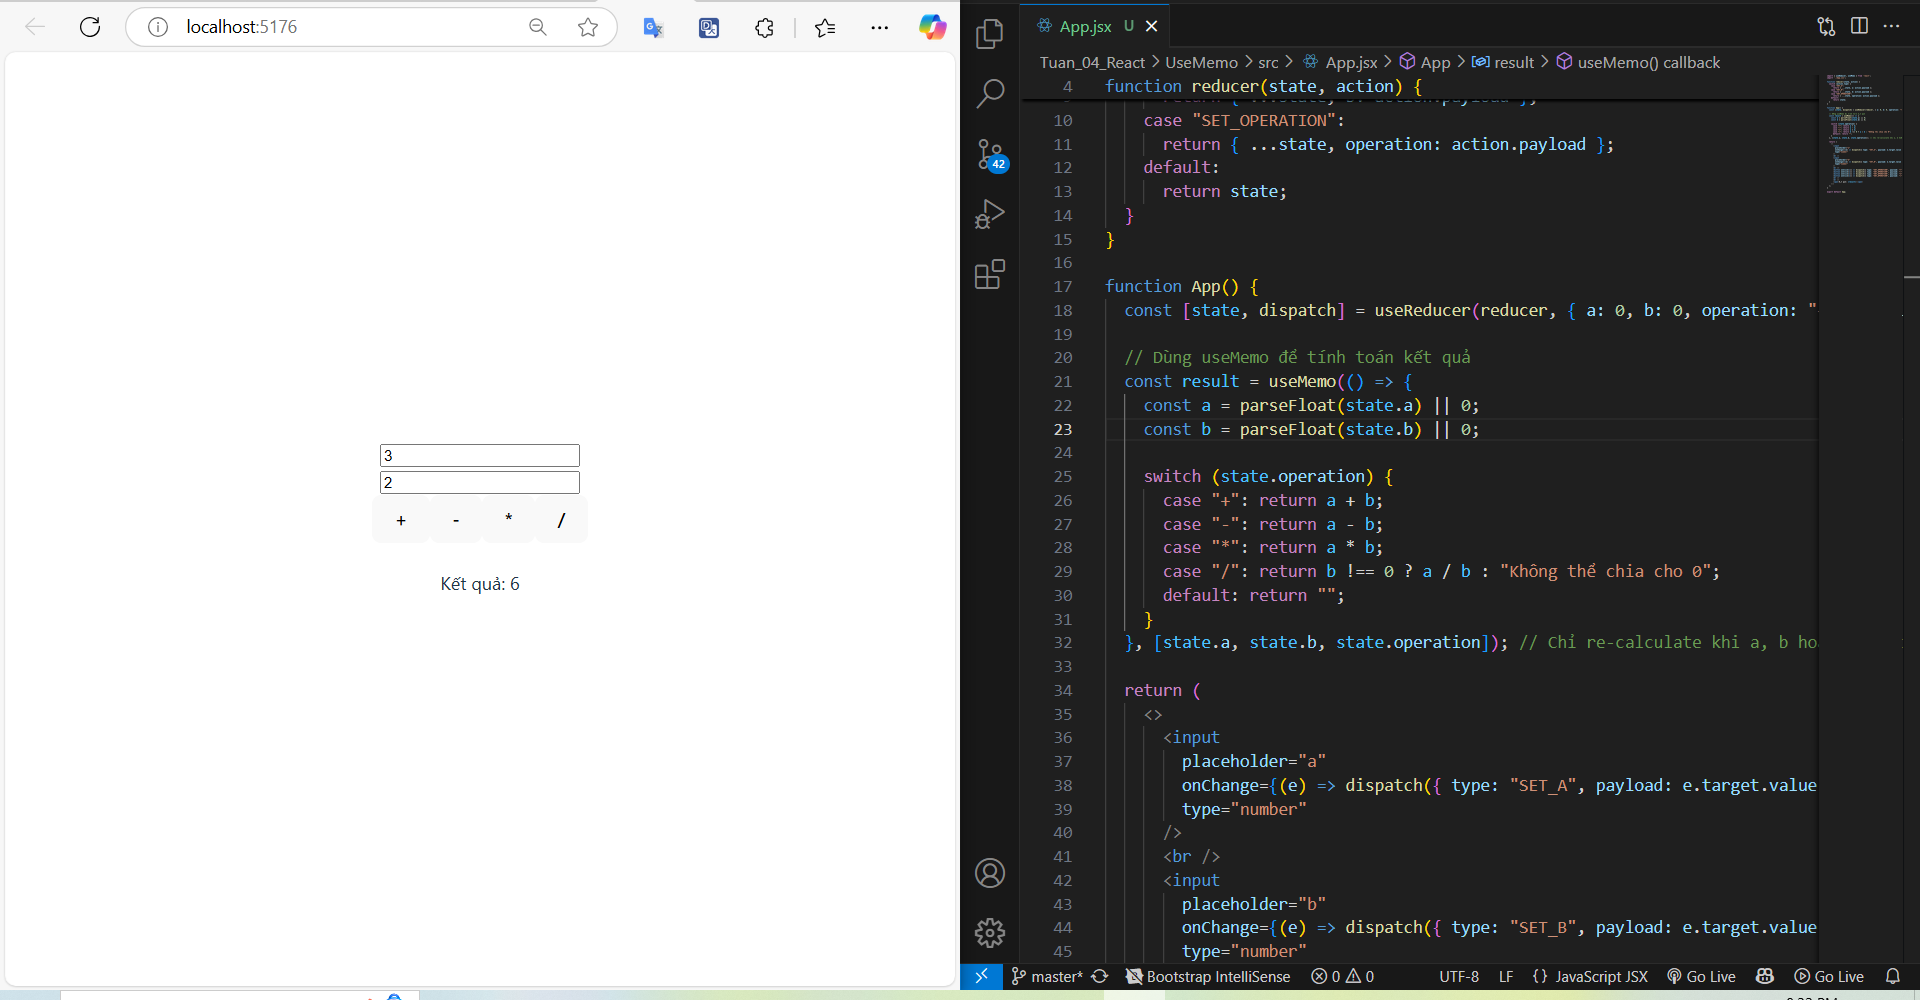 localhost:5176
3
2
+ - * /
Kết quả: 6
App.jsx U
Tuan_04_React > UseMemo > src > App.jsx > App > result > useMemo() callback
4 function reducer(state, action) {
10 case "SET_OPERATION":
11 return { ...state, operation: action.payload };
12 default:
13 return state;
14 }
15 }
16
17 function App() {
18 const [state, dispatch] = useReducer(reducer, { a: 0, b: 0, operation: "
19
20 // Dùng useMemo để tính toán kết quả
21 const result = useMemo(() => {
22 const a = parseFloat(state.a) || 0;
23 const b = parseFloat(state.b) || 0;
24
25 switch (state.operation) {
26 case "+": return a + b;
27 case "-": return a - b;
28 case "*": return a * b;
29 case "/": return b !== 0 ? a / b : "Không thể chia cho 0";
30 default: return "";
31 }
32 }, [state.a, state.b, state.operation]); // Chỉ re-calculate khi a, b ho
33
34 return (
35 <>
36 <input
37 placeholder="a"
38 onChange={(e) => dispatch({ type: "SET_A", payload: e.target.value
39 type="number"
40 />
41 <br />
42 <input
43 placeholder="b"
44 onChange={(e) => dispatch({ type: "SET_B", payload: e.target.value
45 type="number"
42
master* Bootstrap IntelliSense 0 0 UTF-8 LF {} JavaScript JSX Go Live Go Live